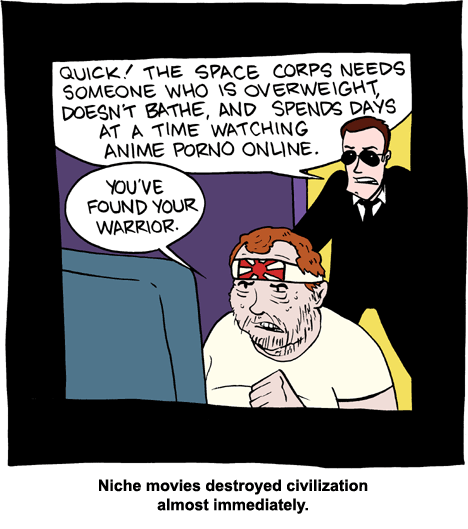 QUICK! THE SPACE CORPS NEEDS
SOMEONE WHO IS OVERWEIGHT,
DOESN'T BATHE, AND SPENDS DAYS
AT A TIME WATCHING
ANIME PORNO ONLINE.
YOU'VE
FOUND YOUR
WARRIOR.
Niche movies destroyed civilization
almost immediately.